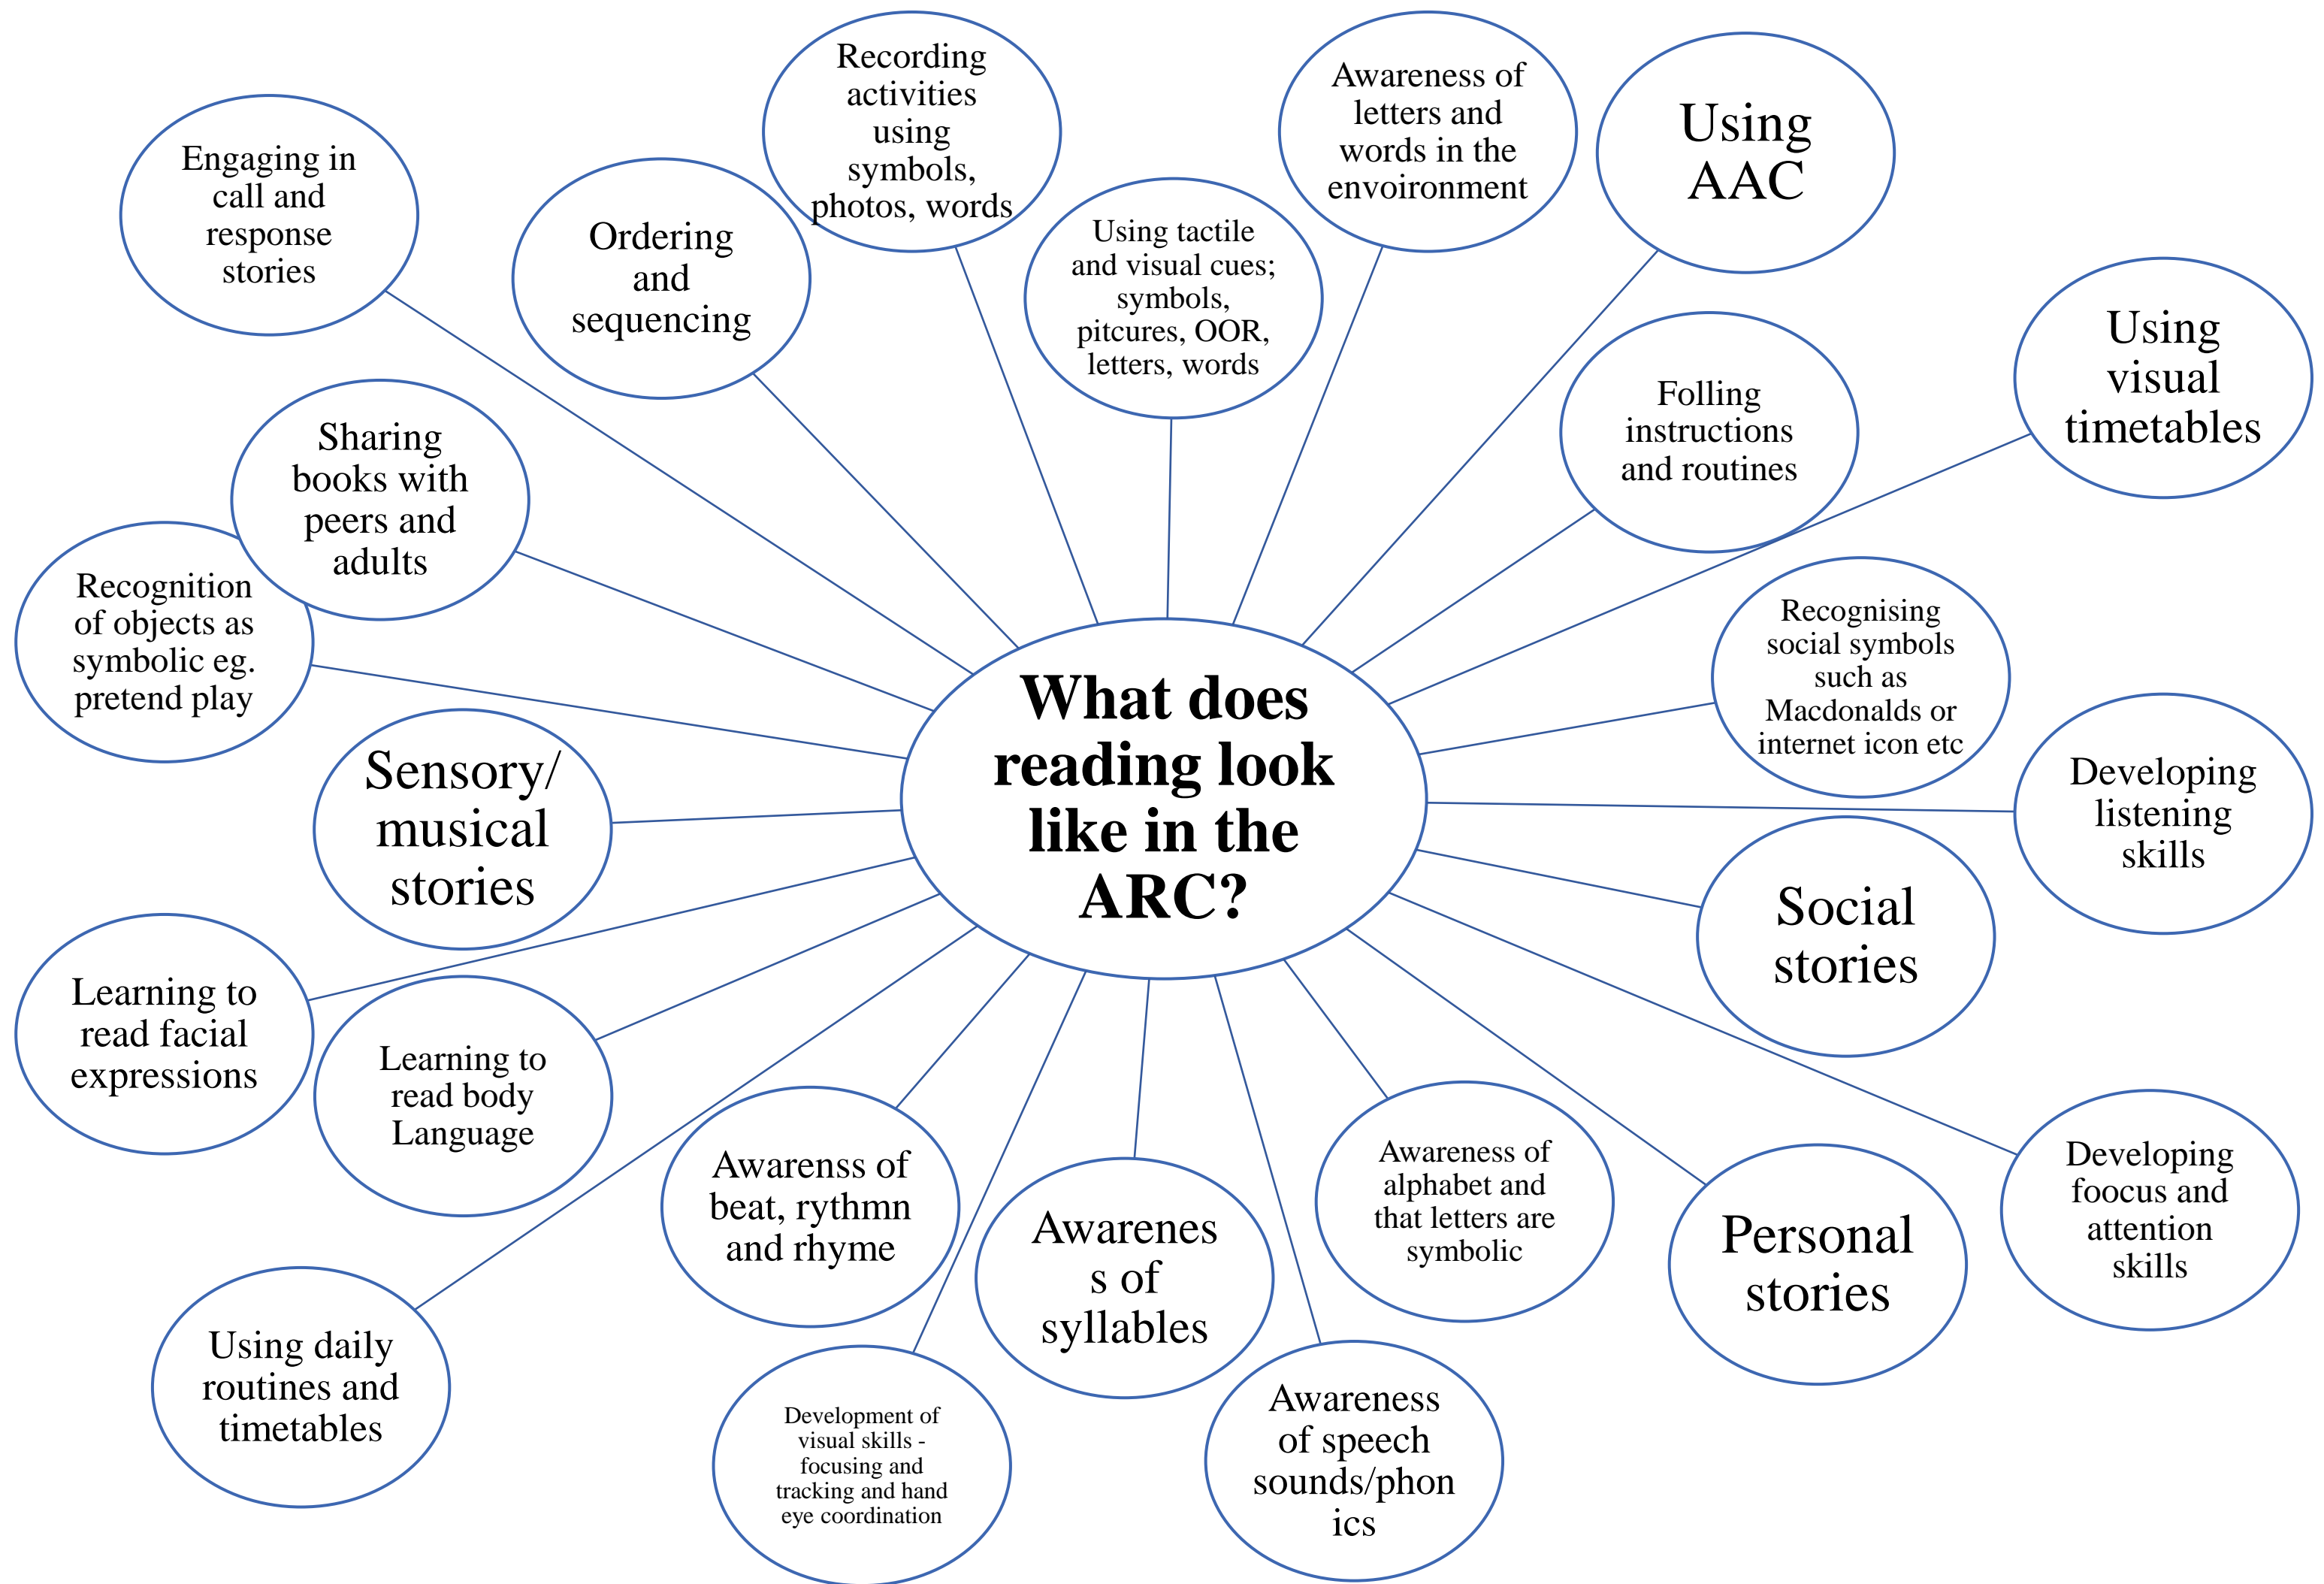 Recording
activities
using
symbols,
photos, words
Awareness of
letters and
words in the
envoironment
Using
AAC
Engaging in
call and
response
stories
Ordering
and
sequencing
Using tactile
and visual cues;
symbols,
pitcures, OOR,
letters, words
Using
visual
timetables
Folling
instructions
and routines
Sharing
books with
peers and
adults
Recognition
of objects as
symbolic eg.
pretend play
Recognising
social symbols
such as
Macdonalds or
internet icon etc
What does
reading look
like in the
ARC?
Sensory/
musical
stories
Developing
listening
skills
Social
stories
Learning to
read facial
expressions
Learning to
read body
Language
Awarenss of
beat, rythmn
and rhyme
Awarenes
s of
syllables
Awareness of
alphabet and
that letters are
symbolic
Personal
stories
Developing
foocus and
attention
skills
Using daily
routines and
timetables
Development of
visual skills -
focusing and
tracking and hand
eye coordination
Awareness
of speech
sounds/phon
ics